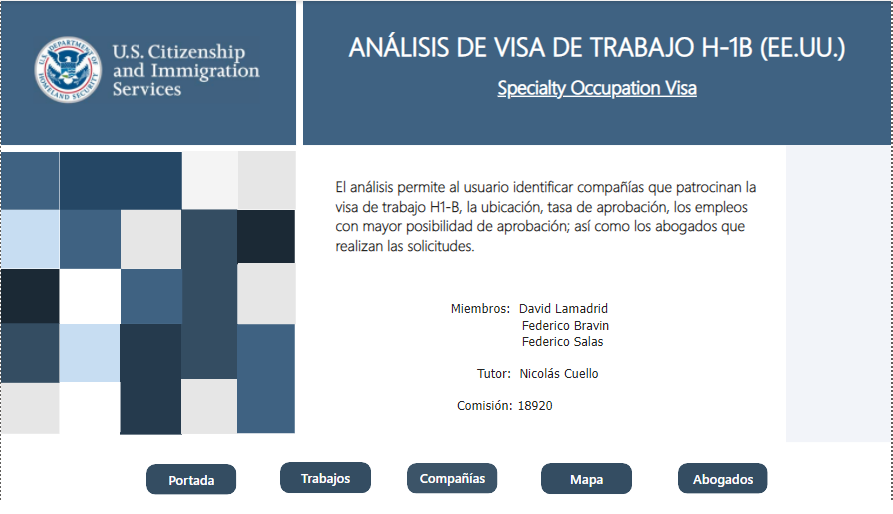 U.S. DEPARTMENT OF
HOMELAND SECURITY
U.S. Citizenship
and Immigration
Services
ANÁLISIS DE VISA DE TRABAJO H-1B (EE.UU.)
Specialty Occupation Visa
El análisis permite al usuario identificar compañías que patrocinan la
visa de trabajo H1-B, la ubicación, tasa de aprobación, los empleos
con mayor posibilidad de aprobación; así como los abogados que
realizan las solicitudes.
Miembros: David Lamadrid
Federico Bravin
Federico Salas
Tutor: Nicolás Cuello
Comisión: 18920
Portada
Trabajos
Compañías
Mapa
Abogados